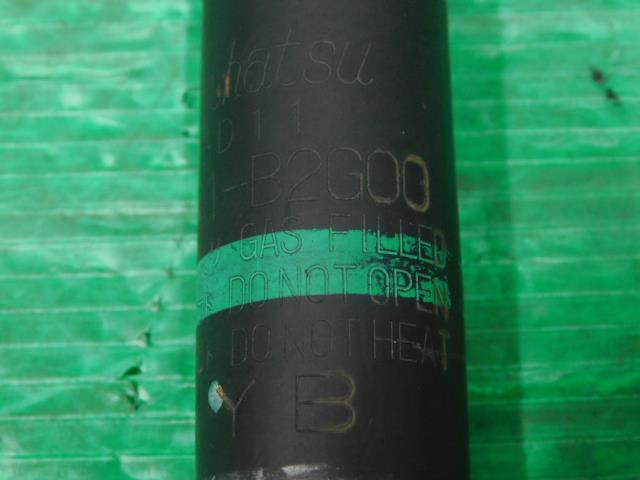 hatsu
D11
-B2G00
GAS FILLED
DO NOT OPEN
DO NOT HEAT
Y B